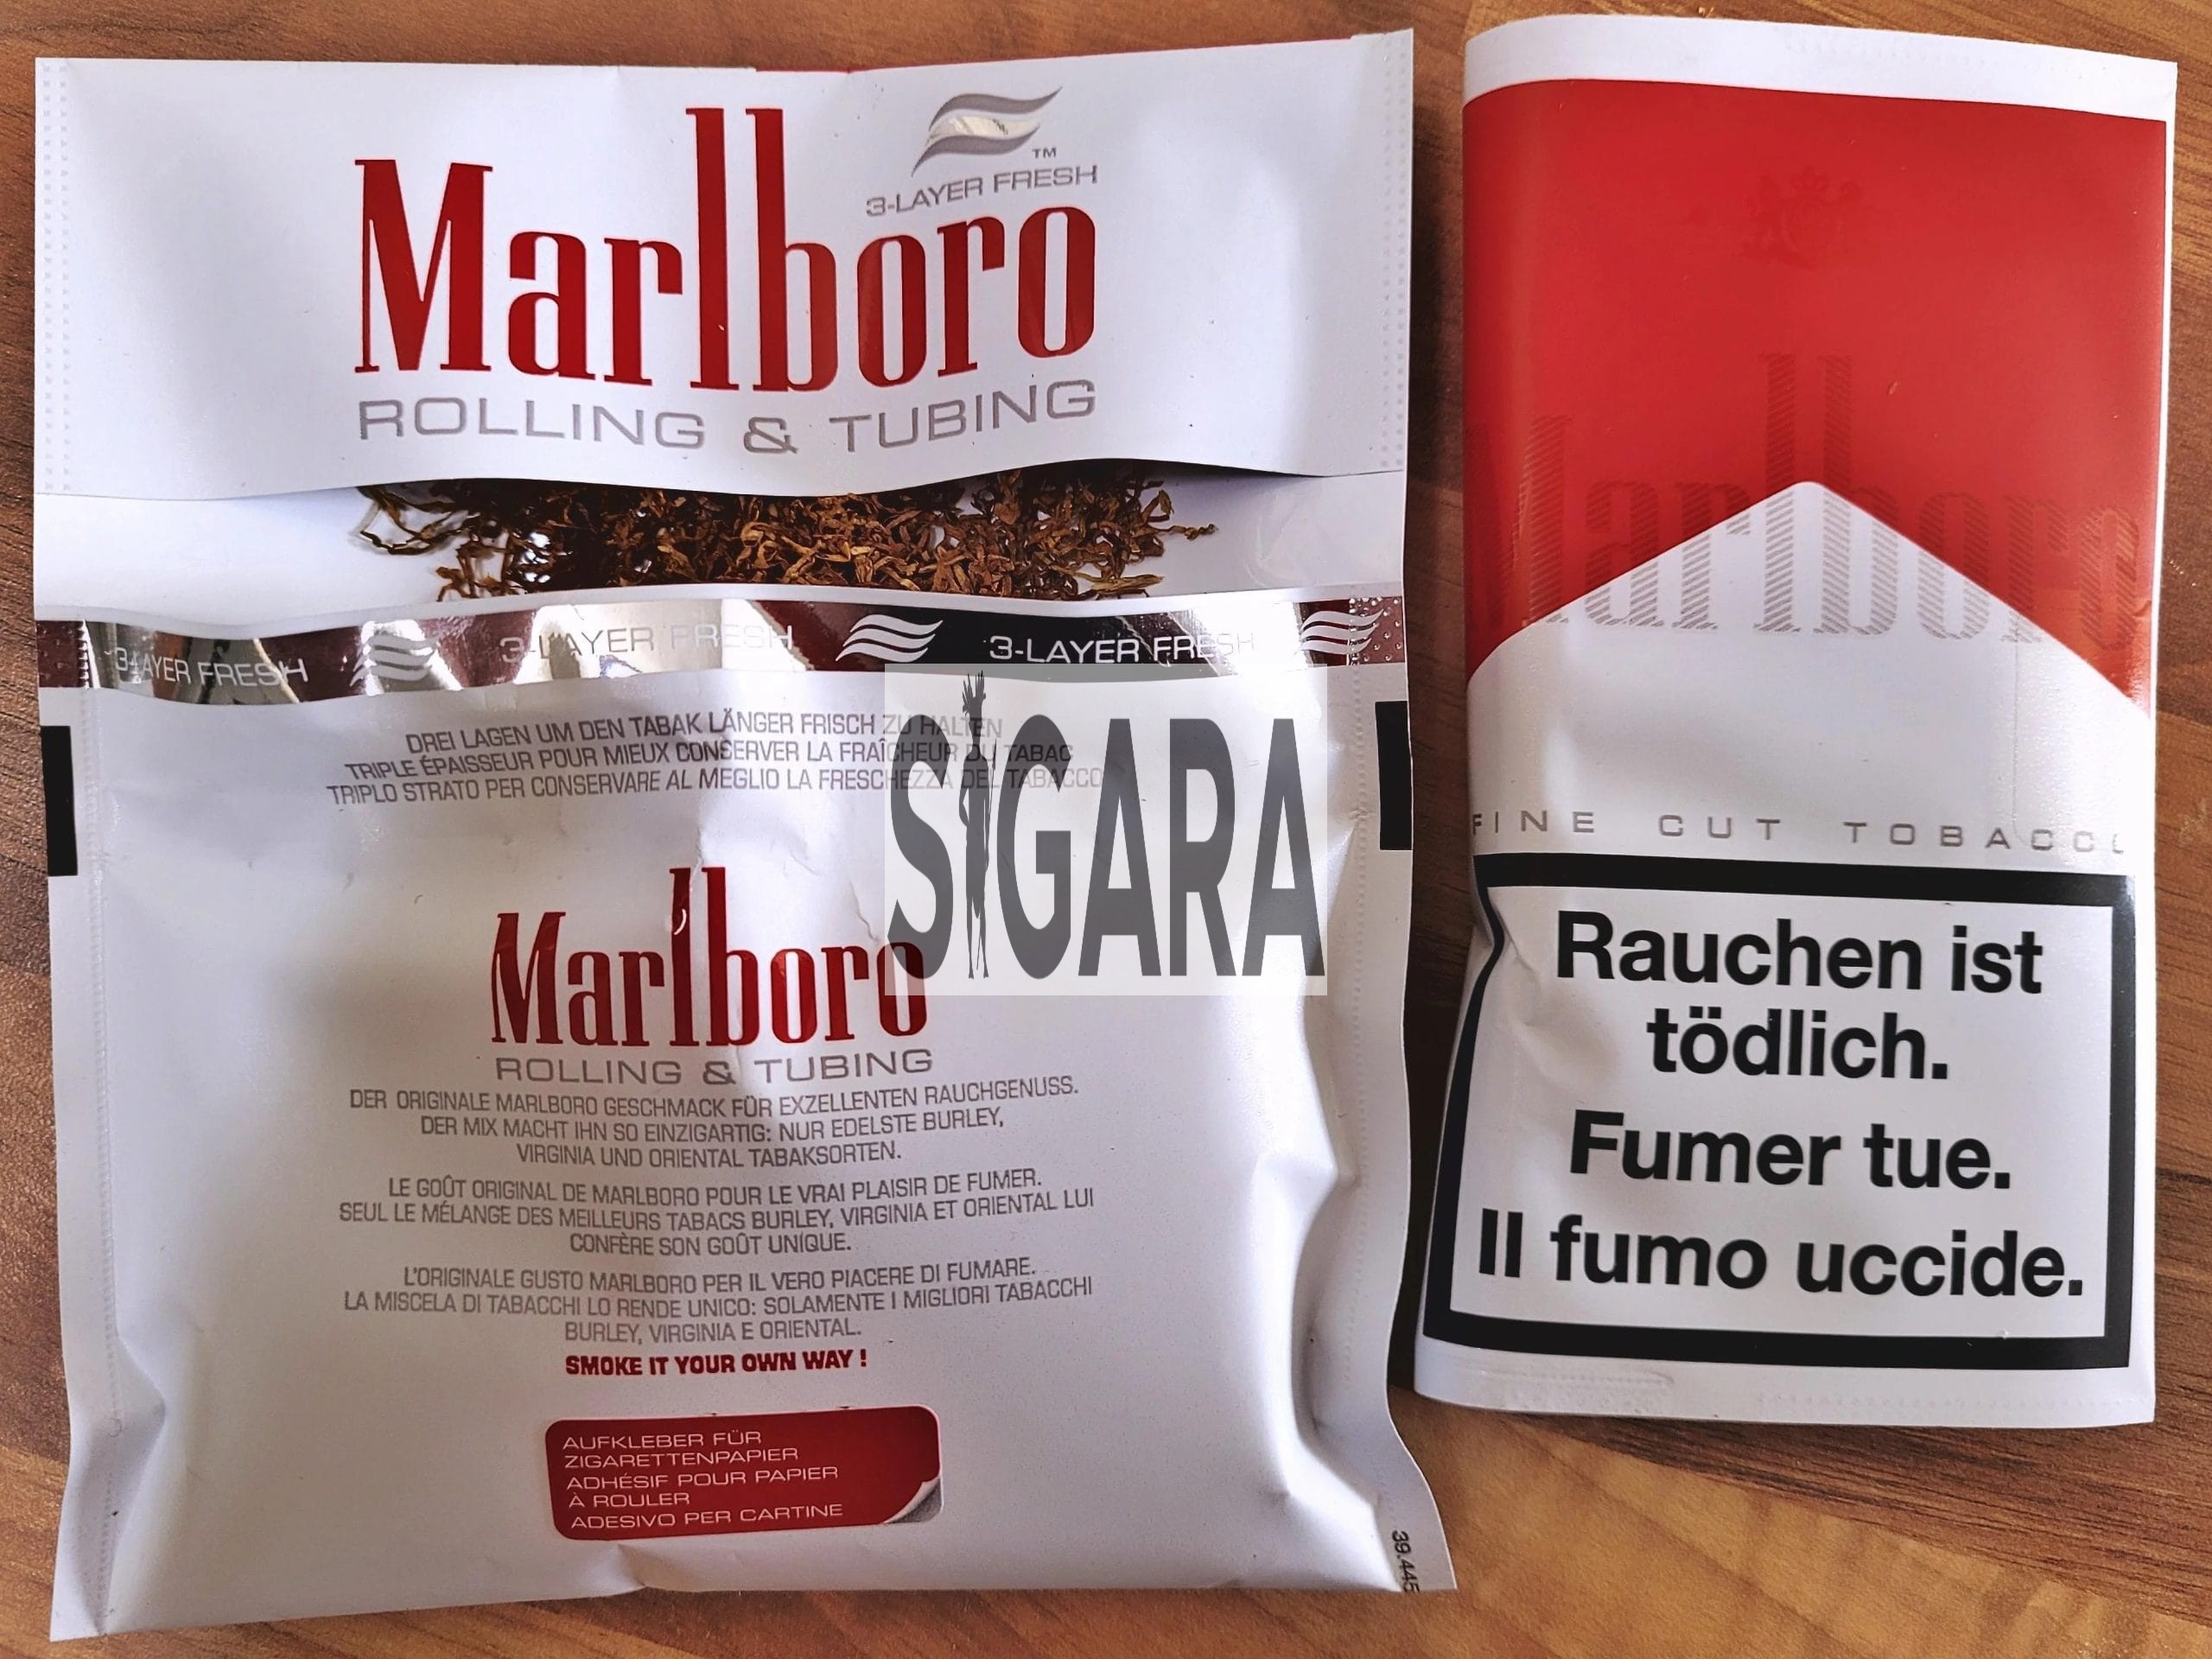 3-LAYER FRESH
TM
Marlboro
ROLLING & TUBING
3-LAYER FRESH 3-LAYER FRESH 3-LAYER FRESH
DREI LAGEN UM DEN TABAK LÄNGER FRISCH ZU HALTEN
TRIPLE ÉPAISSEUR POUR MIEUX CONSERVER LA FRAÎCHEUR DU TABAC
TRIPLO STRATO PER CONSERVARE AL MEGLIO LA FRESCHEZZA DEL TABACCO
SIGARA
Marlboro
ROLLING & TUBING
DER ORIGINALE MARLBORO GESCHMACK FÜR EXZELLENTEN RAUCHGENUSS.
DER MIX MACHT IHN SO EINZIGARTIG: NUR EDELSTE BURLEY,
VIRGINIA UND ORIENTAL TABAKSORTEN.
LE GOÛT ORIGINAL DE MARLBORO POUR LE VRAI PLAISIR DE FUMER.
SEUL LE MÉLANGE DES MEILLEURS TABACS BURLEY, VIRGINIA ET ORIENTAL LUI
CONFÈRE SON GOÛT UNIQUE.
L'ORIGINALE GUSTO MARLBORO PER IL VERO PIACERE DI FUMARE.
LA MISCELA DI TABACCHI LO RENDE UNICO: SOLAMENTE I MIGLIORI TABACCHI
BURLEY, VIRGINIA E ORIENTAL.
SMOKE IT YOUR OWN WAY !
AUFKLEBER FÜR
ZIGARETTENPAPIER
ADHÉSIF POUR PAPIER
À ROULER
ADESIVO PER CARTINE
39.445
Marlboro
FINE CUT TOBACCO
Rauchen ist
tödlich.
Fumer tue.
Il fumo uccide.